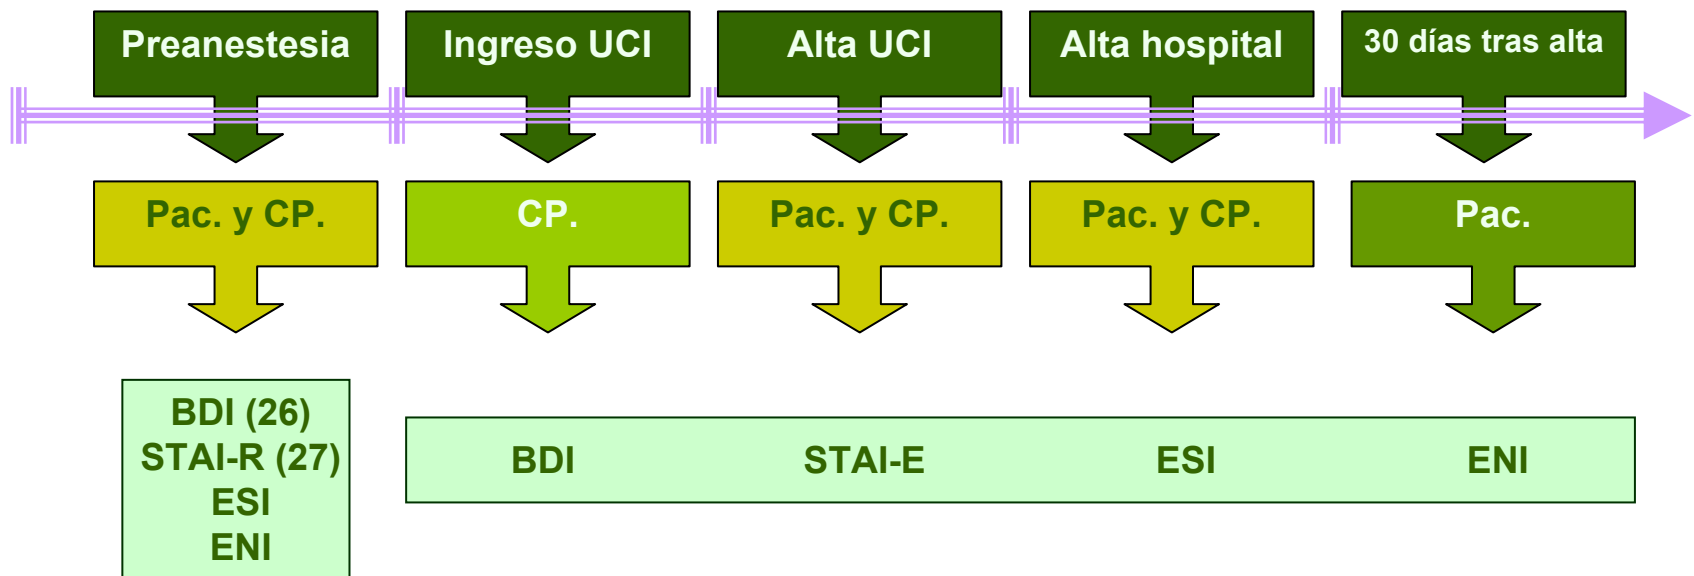 Preanestesia
Ingreso UCI
Alta UCI
Alta hospital
30 días tras alta
Pac. y CP.
CP.
Pac. y CP.
Pac. y CP.
Pac.
BDI (26)
STAI-R (27)
ESI
ENI
BDI
STAI-E
ESI
ENI